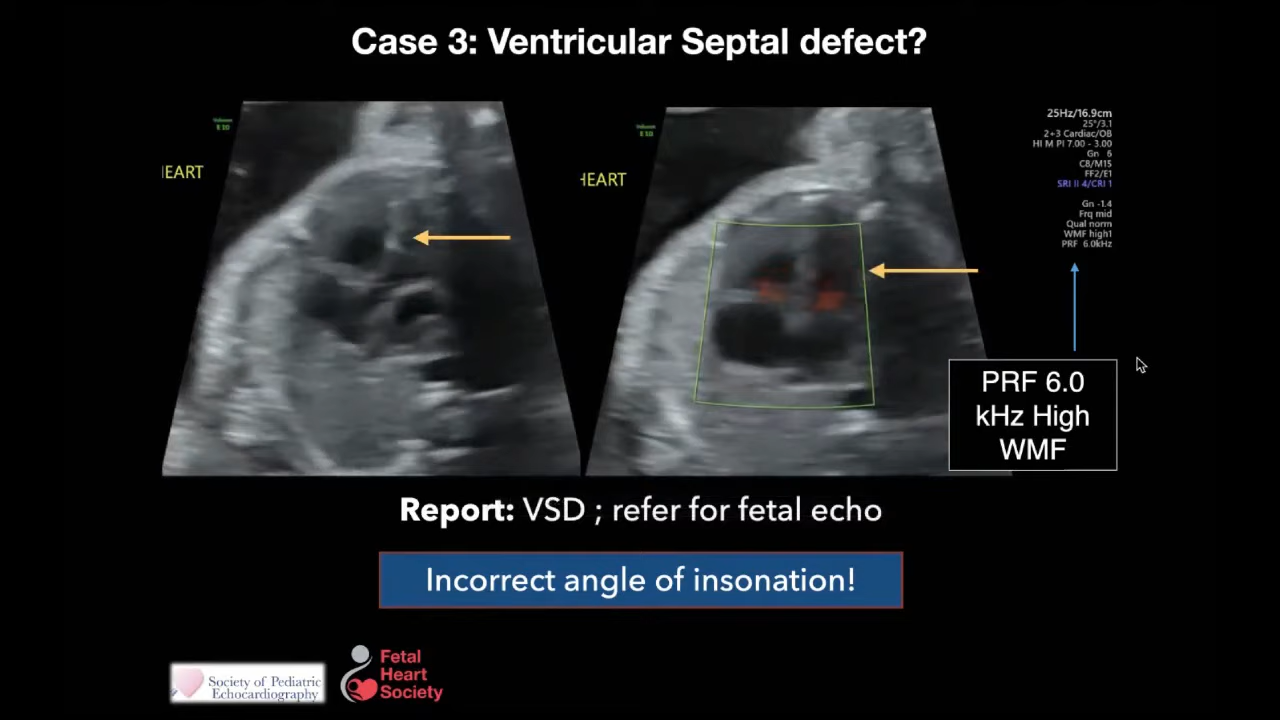 Case 3: Ventricular Septal defect?
IEART
HEART
25Hz/16.9cm
25°/3.1
2+3 Cardiac/OB
HI M PI 7.00 - 3.00
Gn 6
C8/M15
FF2/E1
SRI II 4/CRI 1
Gn -1.4
Frq mid
Qual norm
WMF high1
PRF 6.0kHz
PRF 6.0
kHz High
WMF
Report: VSD ; refer for fetal echo
Incorrect angle of insonation!
Society of Pediatric
Echocardiography
Fetal
Heart
Society